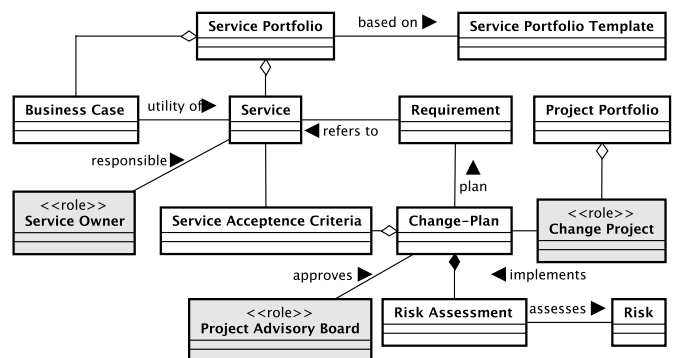 Service Portfolio
based on ▶
Service Portfolio Template
Business Case
utility of▶
Service
Requirement
Project Portfolio
◀ refers to
responsible ▶
▲
plan
<<role>>
Service Owner
Service Acceptence Criteria
Change-Plan
<<role>>
Change Project
approves ▶
◀ implements
<<role>>
Project Advisory Board
Risk Assessment
assesses ▶
Risk